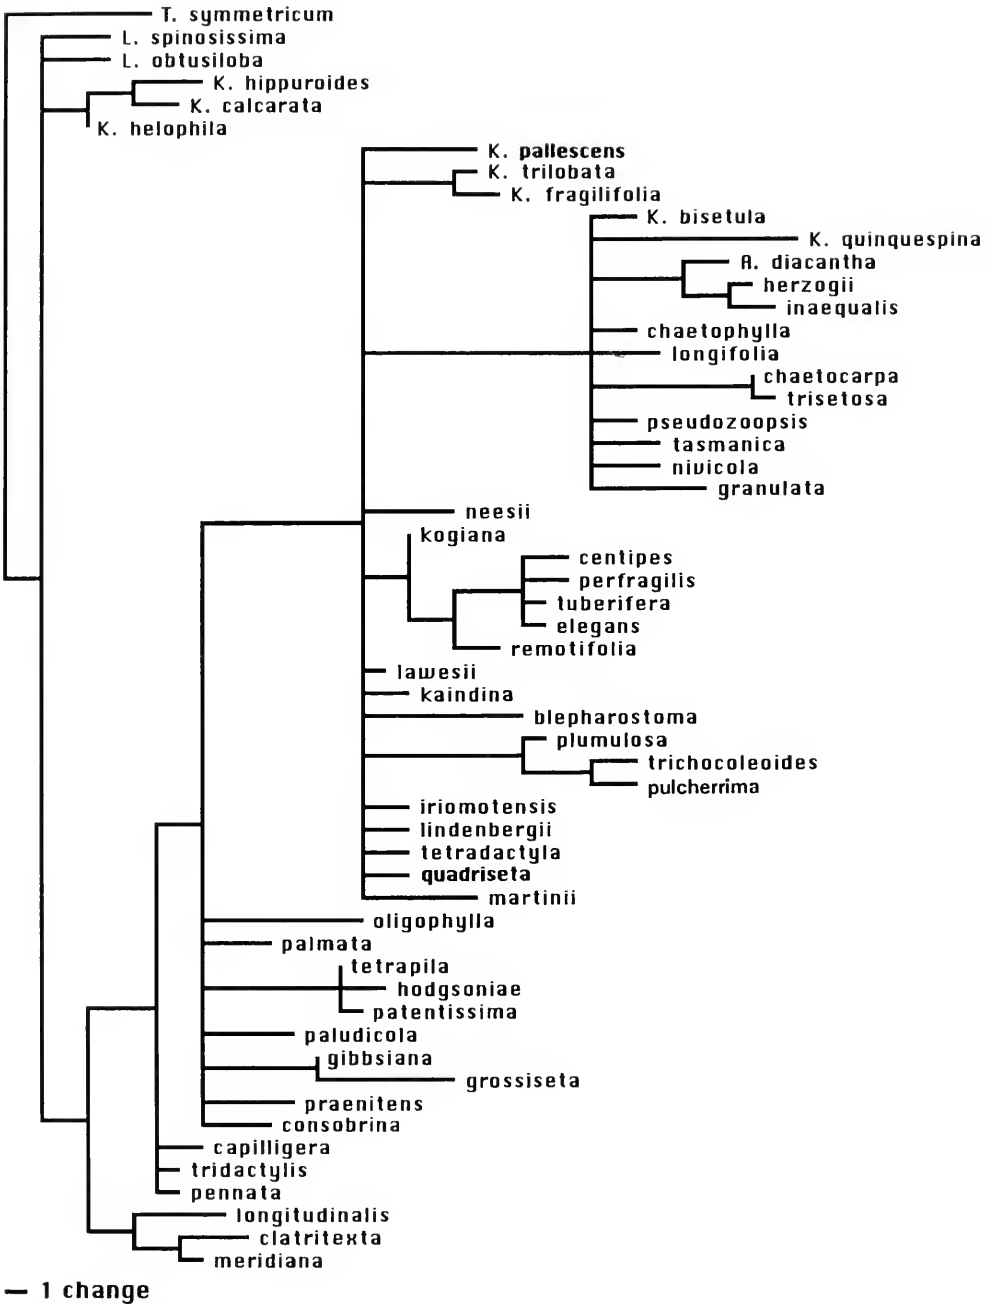 T. symmetricum
L. spinosissima
L. obtusiloba
K. hippuroides
K. calcarata
K. helophila
K. pallescens
K. trilobata
K. fragilifolia
K. bisetula
K. quinquespina
A. diacantha
herzogii
inaequalis
chaetophylla
longifolia
chaetocarpa
trisetosa
pseudozoopsis
tasmanica
nivicola
granulata
neesii
kogiana
centipes
perfragilis
tuberifera
elegans
remotifolia
lawesii
kaindina
blepharostoma
plumulosa
trichocoleoides
pulcherrima
iriomotensis
lindenbergii
tetradactyla
quadriseta
martinii
oligophylla
palmata
tetrapila
hodgsoniae
patentissima
paludicola
gibbsiana
grossiseta
praenitens
consobrina
capilligera
tridactylis
pennata
longitudinalis
clatritexta
meridiana
1 change